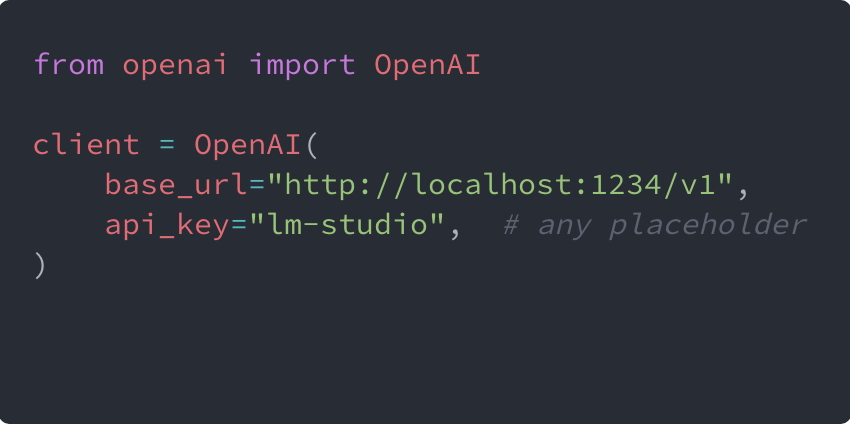 from openai import OpenAI

client = OpenAI(
    base_url="http://localhost:1234/v1",
    api_key="lm-studio",  # any placeholder
)